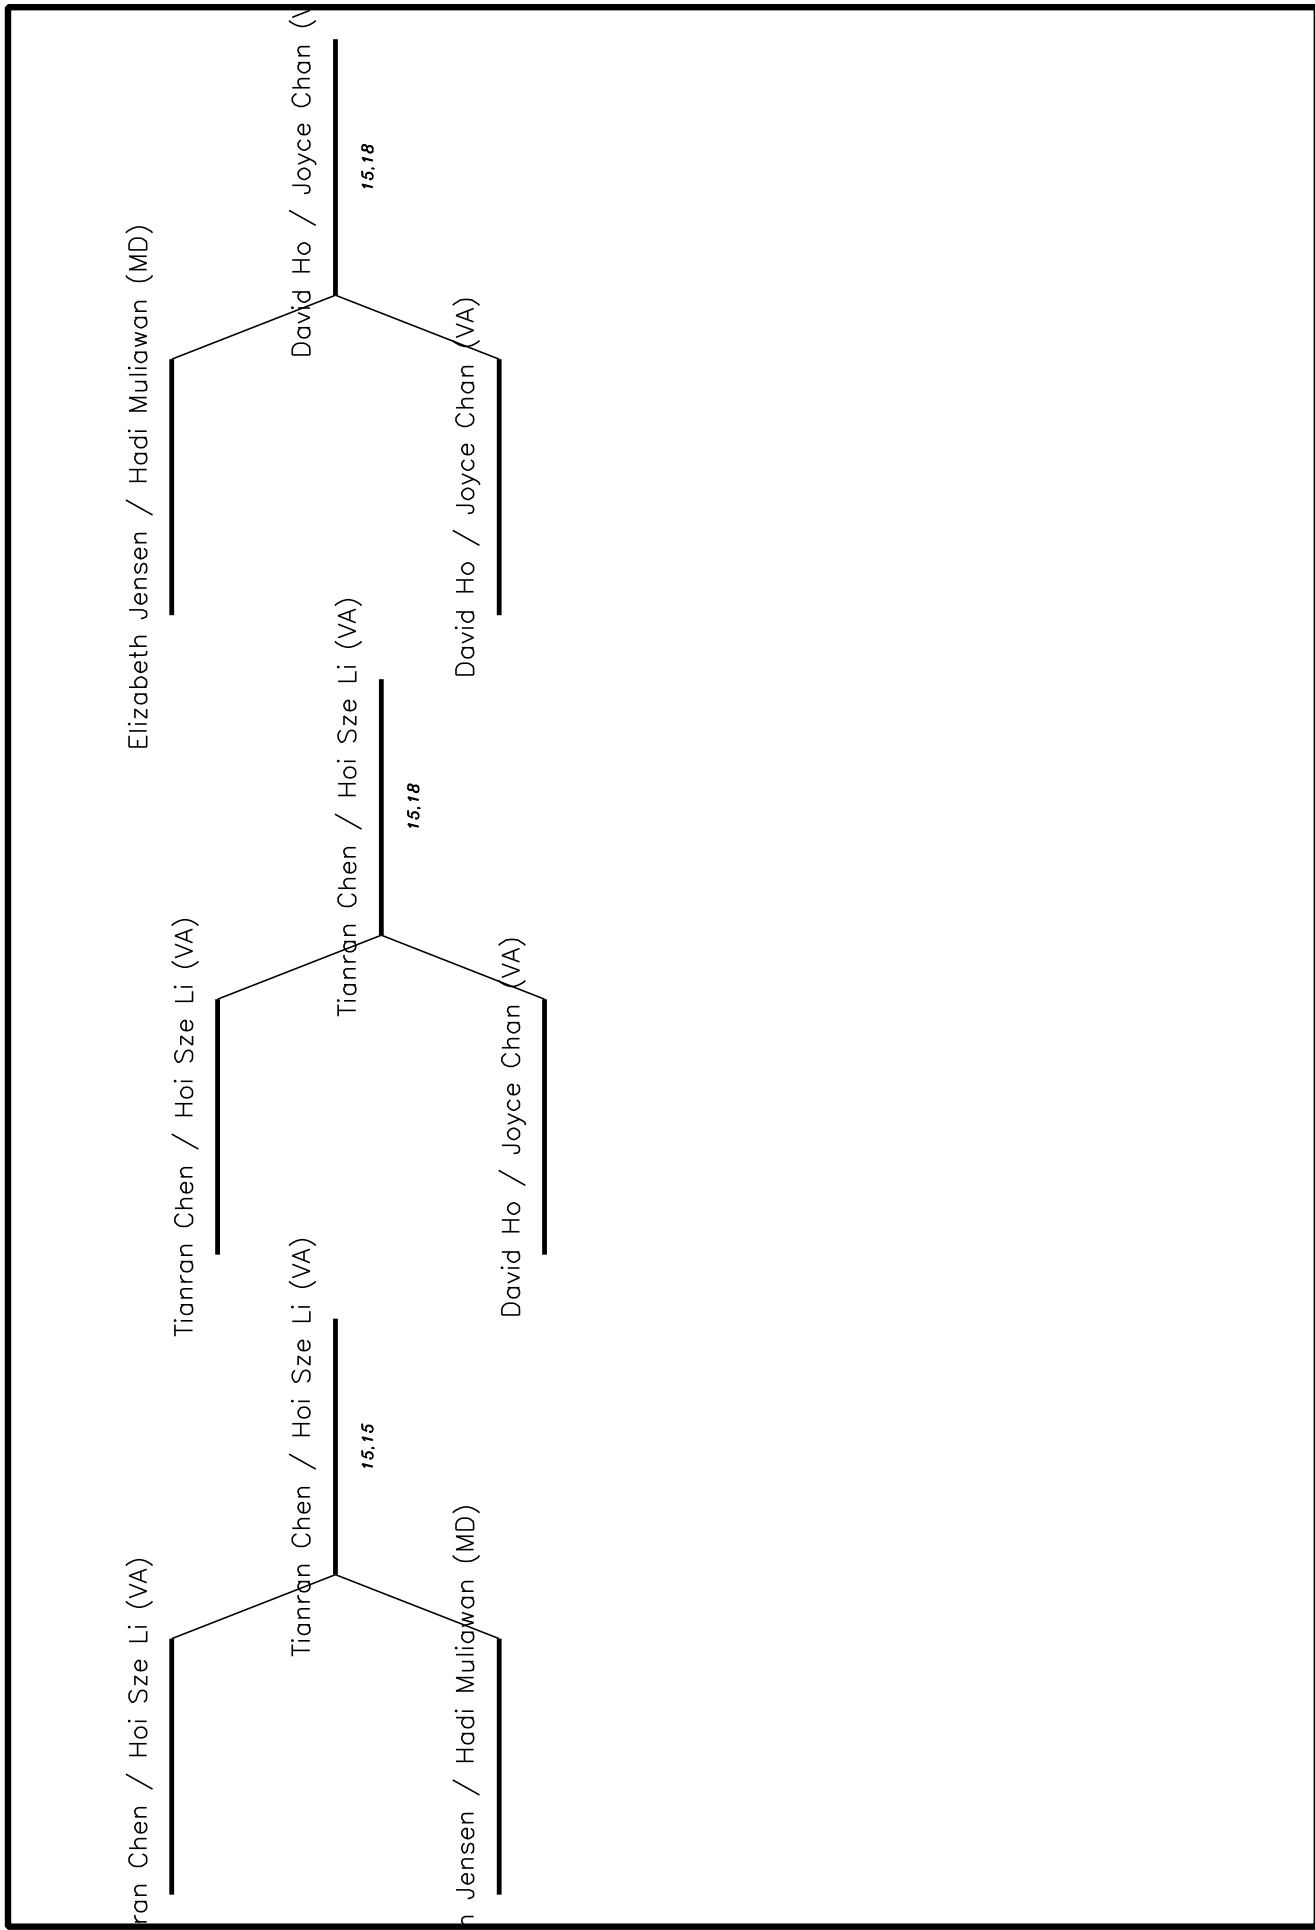 ran Chen / Hoi Sze Li (VA)
Tianran Chen / Hoi Sze Li (VA)
15,15
n Jensen / Hadi Muliawan (MD)
Tianran Chen / Hoi Sze Li (VA)
Tianran Chen / Hoi Sze Li (VA)
15,18
David Ho / Joyce Chan (VA)
Elizabeth Jensen / Hadi Muliawan (MD)
David Ho / Joyce Chan (V
15,18
David Ho / Joyce Chan (VA)